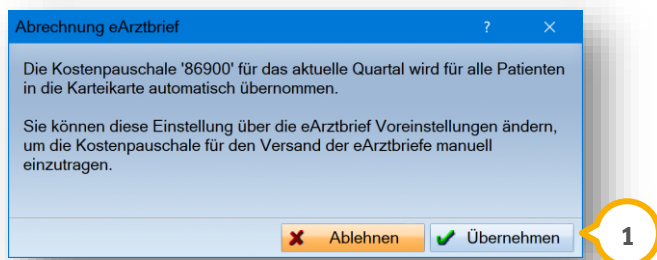 Abrechnung eArztbrief ? ×
Die Kostenpauschale '86900' für das aktuelle Quartal wird für alle Patienten
in die Karteikarte automatisch übernommen.
Sie können diese Einstellung über die eArztbrief Voreinstellungen ändern,
um die Kostenpauschale für den Versand der eArztbriefe manuell
einzutragen.
Ablehnen Übernehmen 1